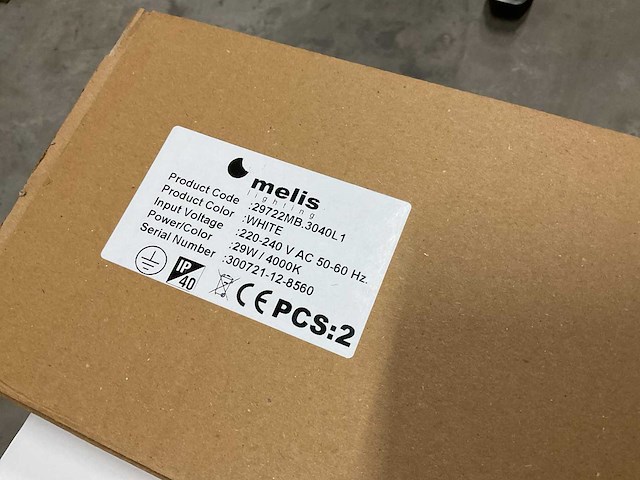 melis
lighting
Product Code :29722MB.3040L1
Product Color :WHITE
Input Voltage :220-240 V AC 50-60 Hz.
Power/Color :29W / 4000K
Serial Number :300721-12-8560
IP
40
CE PCS:2